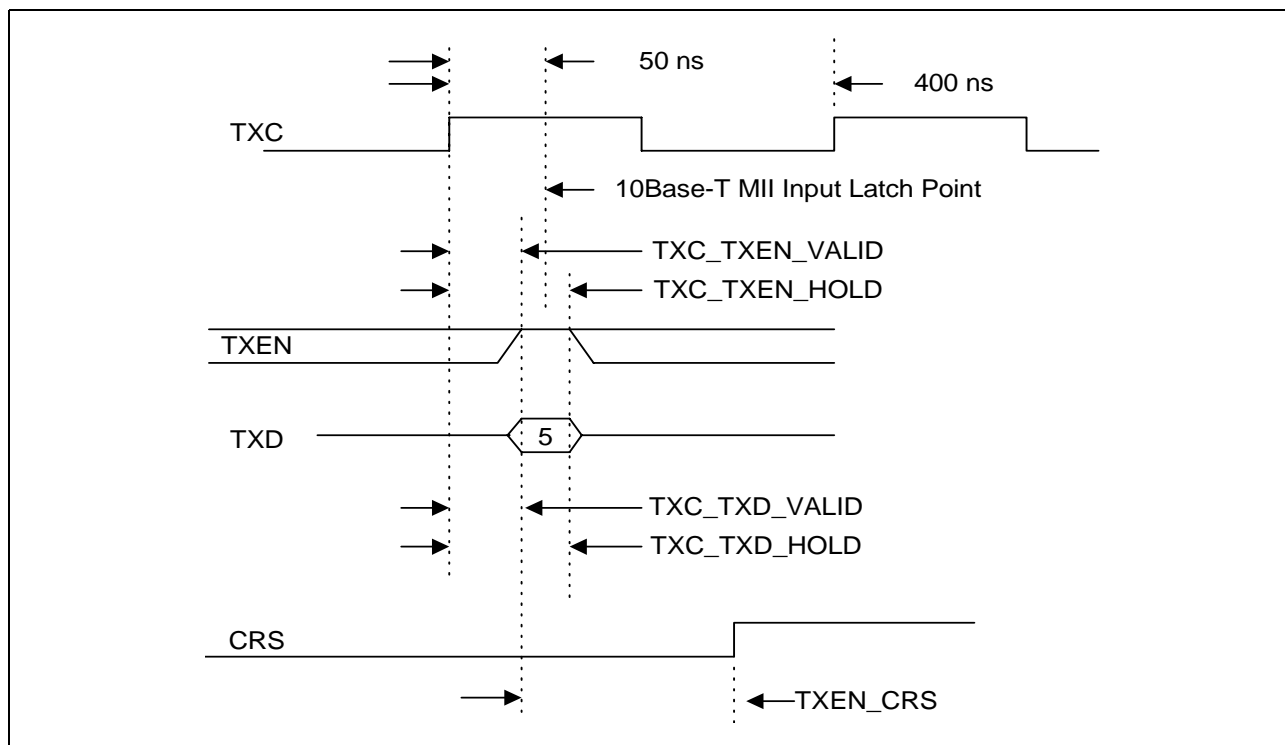 50 ns
400 ns
TXC
10Base-T MII Input Latch Point
TXC_TXEN_VALID
TXC_TXEN_HOLD
TXEN
TXD
5
TXC_TXD_VALID
TXC_TXD_HOLD
CRS
TXEN_CRS